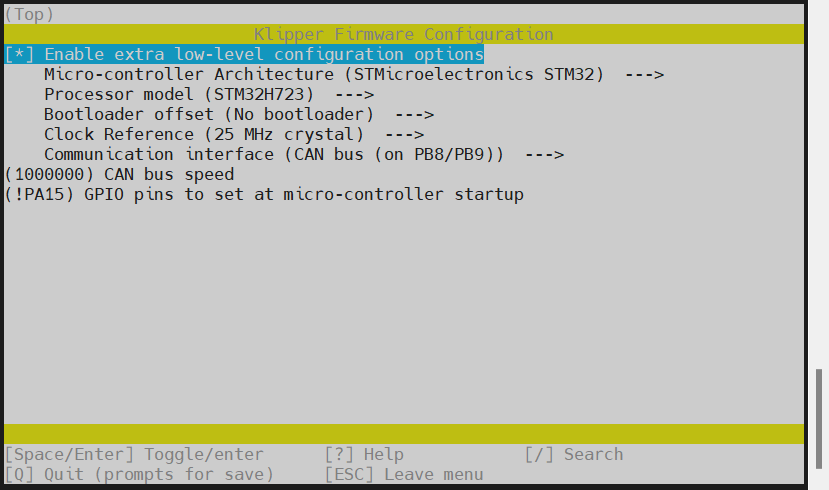 (Top)
Klipper Firmware Configuration
[*] Enable extra low-level configuration options
Micro-controller Architecture (STMicroelectronics STM32)  --->
Processor model (STM32H723)  --->
Bootloader offset (No bootloader)  --->
Clock Reference (25 MHz crystal)  --->
Communication interface (CAN bus (on PB8/PB9))  --->
(1000000) CAN bus speed
(!PA15) GPIO pins to set at micro-controller startup
[Space/Enter] Toggle/enter      [?] Help            [/] Search
[Q] Quit (prompts for save)     [ESC] Leave menu